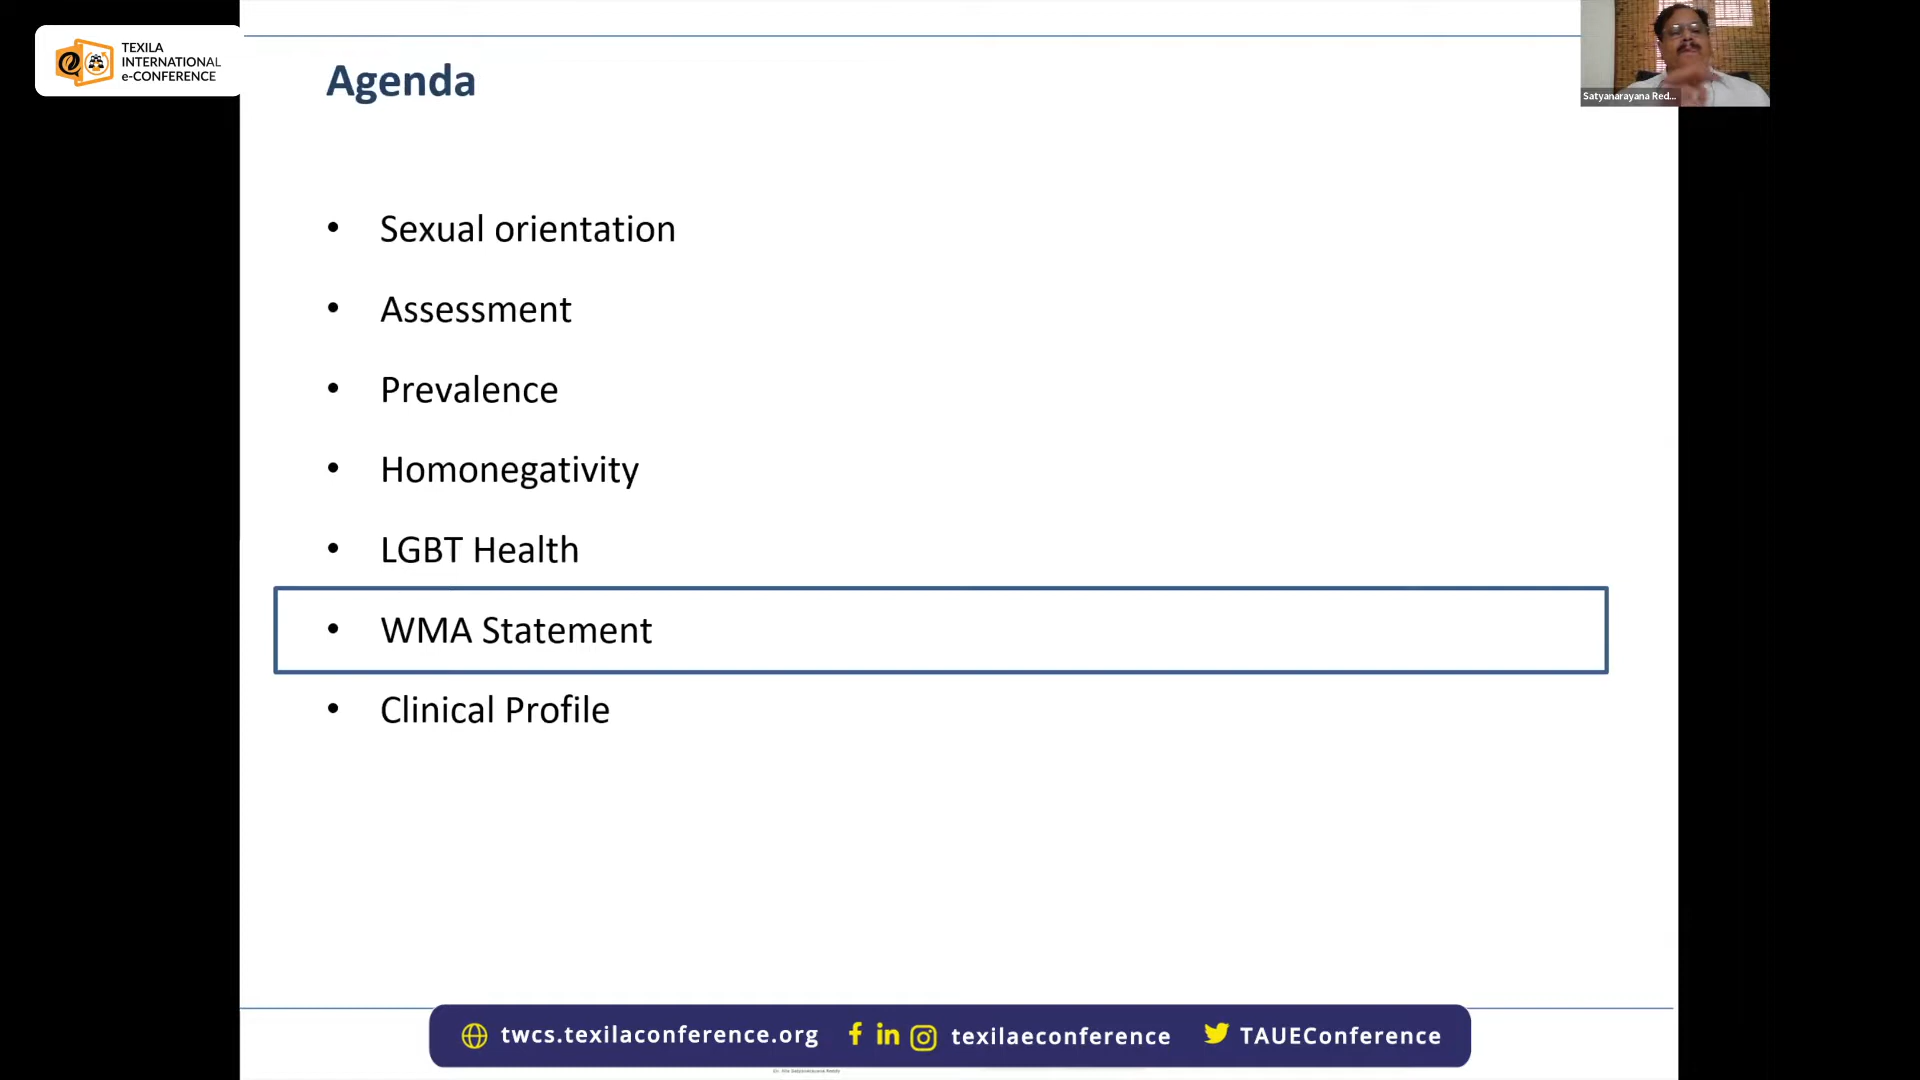 TEXILA
INTERNATIONAL
e-CONFERENCE
Agenda
Satyanarayana Red...
• Sexual orientation
• Assessment
• Prevalence
• Homonegativity
• LGBT Health
• WMA Statement
• Clinical Profile
twcs.texilaconference.org texilaeconference TAUEConference